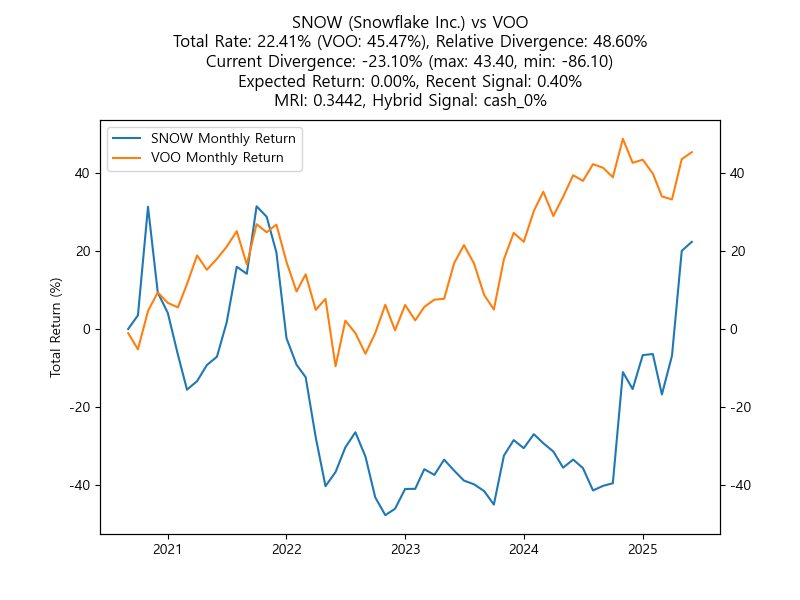 SNOW (Snowflake Inc.) vs VOO
Total Rate: 22.41% (VOO: 45.47%), Relative Divergence: 48.60%
Current Divergence: -23.10% (max: 43.40, min: -86.10)
Expected Return: 0.00%, Recent Signal: 0.40%
MRI: 0.3442, Hybrid Signal: cash_0%
SNOW Monthly Return
VOO Monthly Return
Total Return (%)
40
20
0
-20
-40
40
20
0
-20
-40
2021
2022
2023
2024
2025